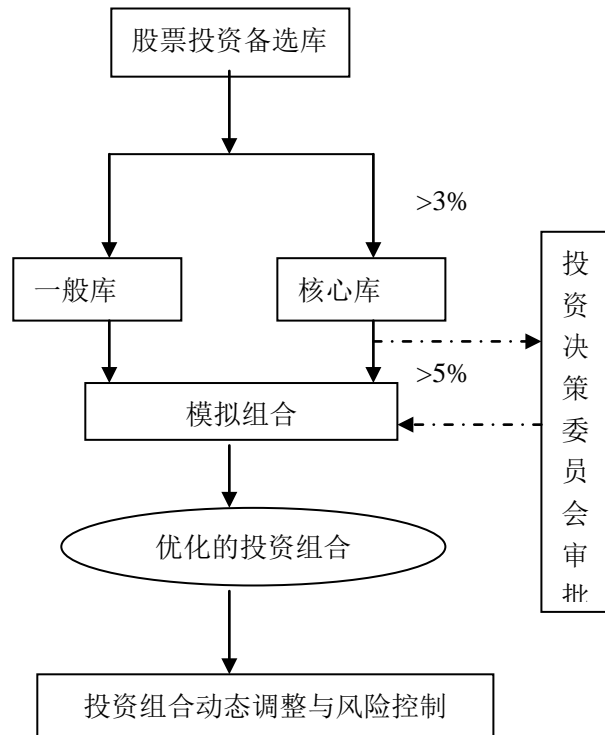 股票投资备选库
>3%
一般库
核心库
投
资
决
策
委
员
会
审
批
>5%
模拟组合
优化的投资组合
投资组合动态调整与风险控制